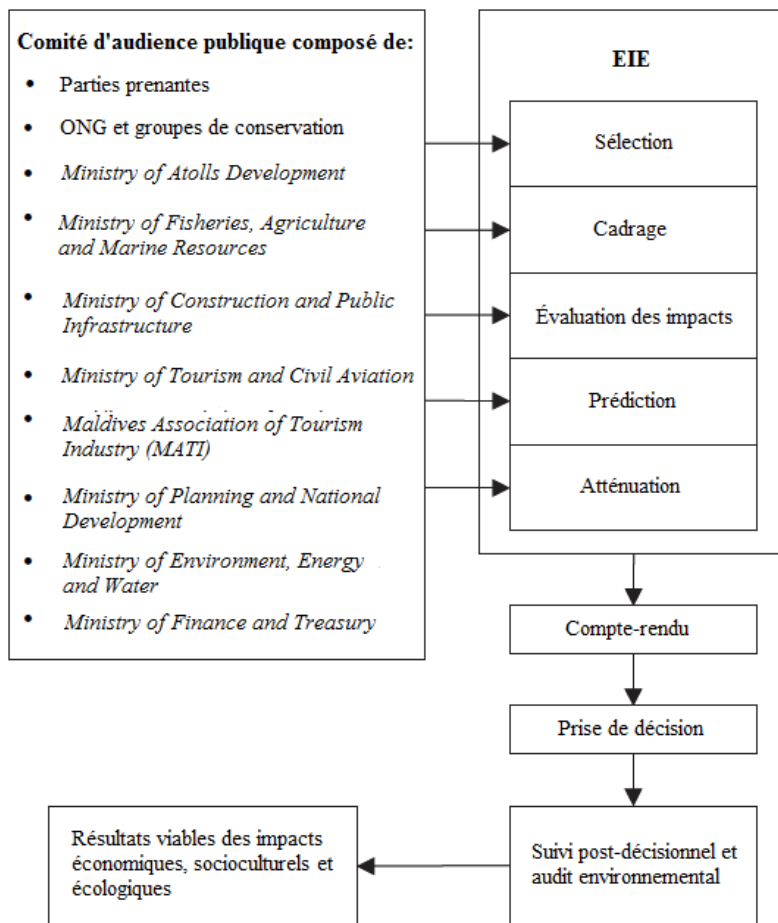 Comité d'audience publique composé de:
• Parties prenantes
• ONG et groupes de conservation
• Ministry of Atolls Development
• Ministry of Fisheries, Agriculture
and Marine Resources
• Ministry of Construction and Public
Infrastructure
• Ministry of Tourism and Civil Aviation
• Maldives Association of Tourism
Industry (MATI)
• Ministry of Planning and National
Development
• Ministry of Environment, Energy
and Water
• Ministry of Finance and Treasury
EIE
Sélection
Cadrage
Évaluation des impacts
Prédiction
Atténuation
Compte-rendu
Prise de décision
Suivi post-décisionnel et
audit environnemental
Résultats viables des impacts
économiques, socioculturels et
écologiques